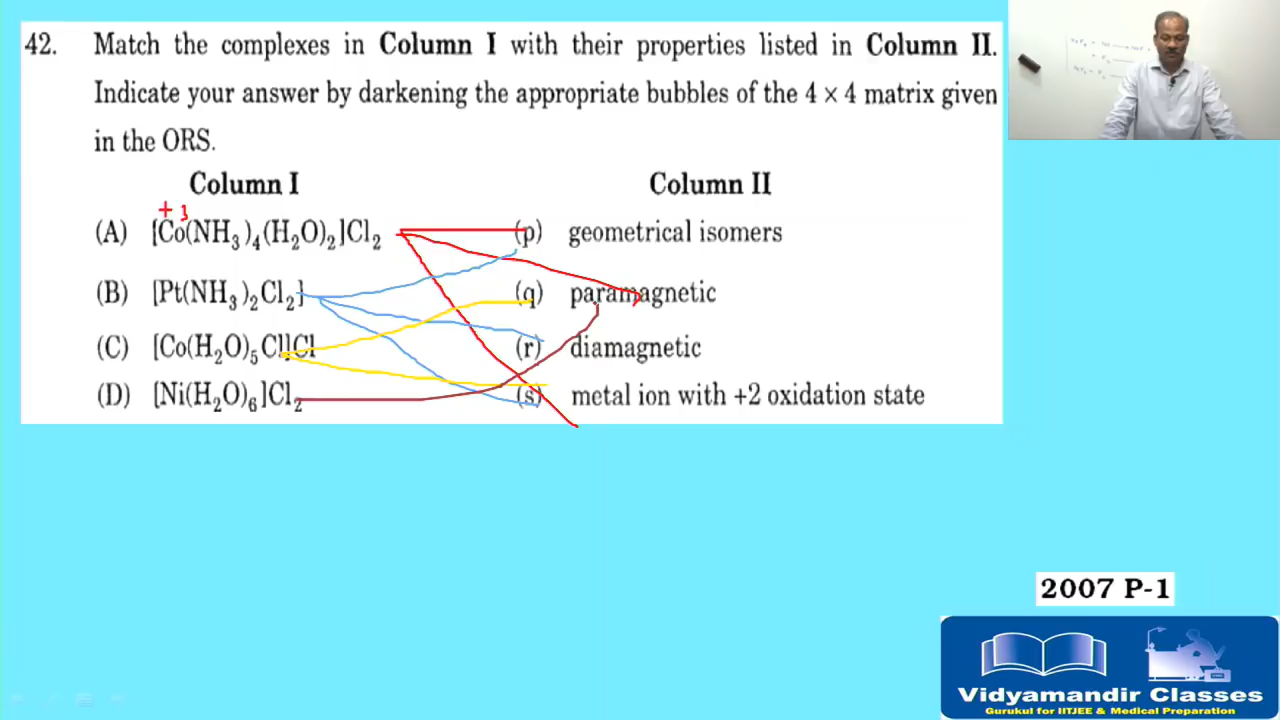 42. Match the complexes in Column I with their properties listed in Column II.
Indicate your answer by darkening the appropriate bubbles of the 4 × 4 matrix given
in the ORS.
Column I Column II
+3
(A) [Co(NH₃)₄(H₂O)₂]Cl₂ (p) geometrical isomers
(B) [Pt(NH₃)₂Cl₂] (q) paramagnetic
(C) [Co(H₂O)₅Cl]Cl (r) diamagnetic
(D) [Ni(H₂O)₆]Cl₂ (s) metal ion with +2 oxidation state
2007 P-1
Vidyamandir Classes
Gurukul for IITJEE & Medical Preparation